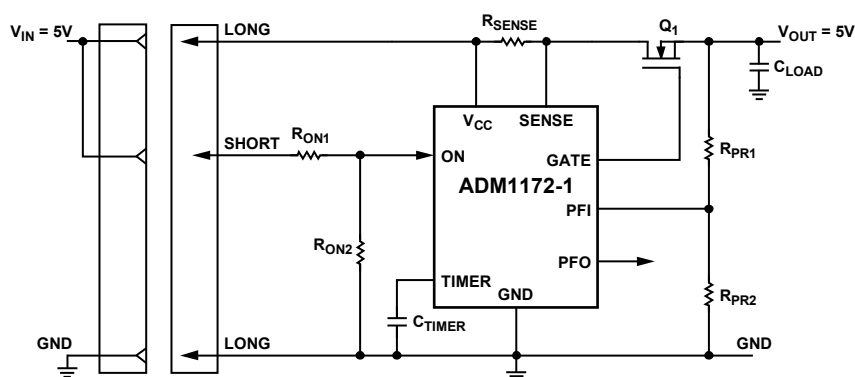 V_IN = 5V
LONG
R_SENSE
Q_1
V_OUT = 5V
C_LOAD
V_CC
SENSE
SHORT
R_ON1
ON
GATE
R_PR1
ADM1172-1
PFI
R_ON2
PFO
TIMER
GND
R_PR2
C_TIMER
GND
LONG
GND